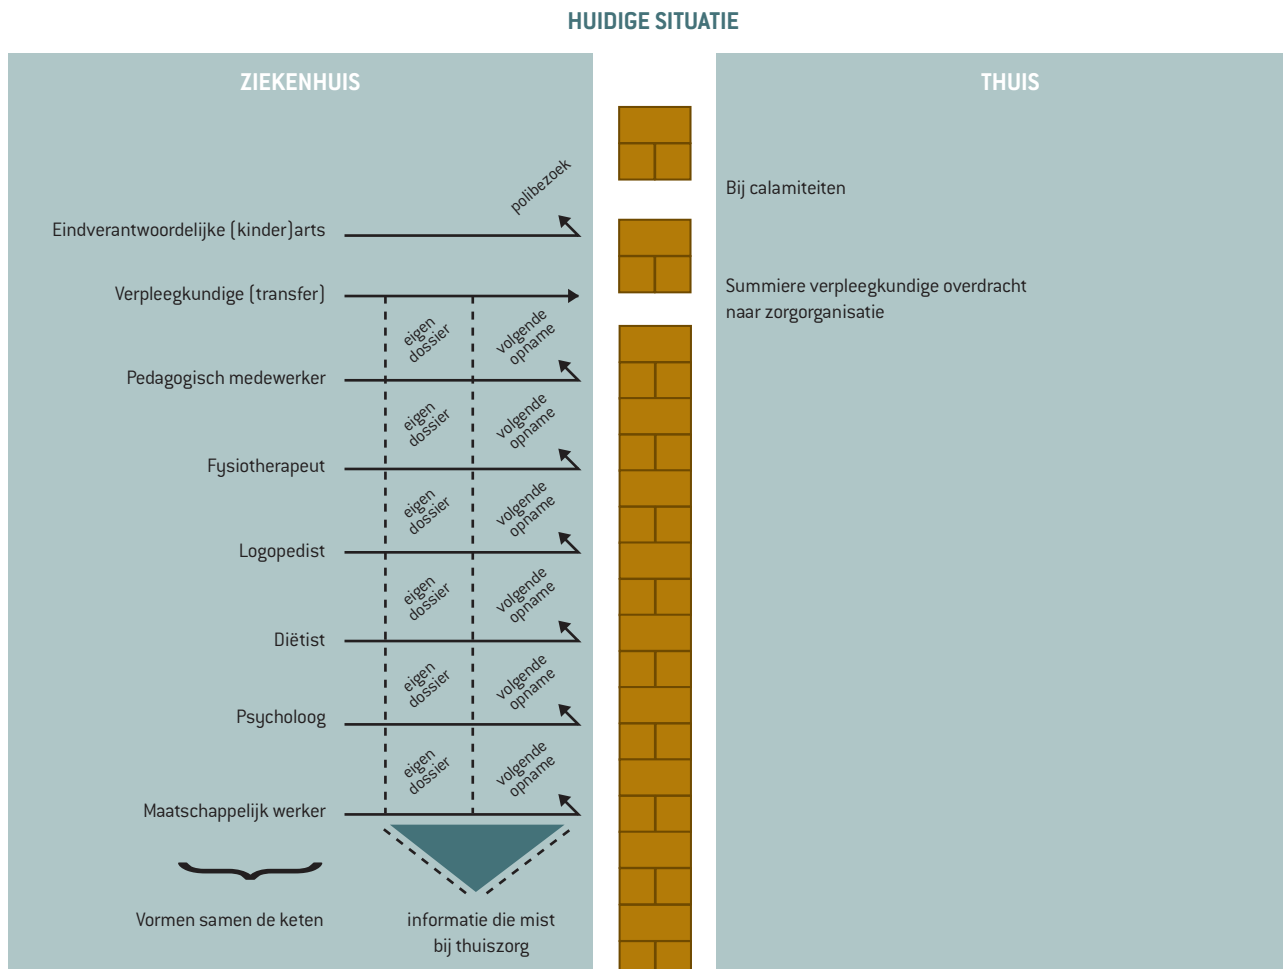 HUIDIGE SITUATIE
ZIEKENHUIS
THUIS
polibezoek
Bij calamiteiten
Eindverantwoordelijke (kinder)arts
Verpleegkundige (transfer)
Summiere verpleegkundige overdracht
naar zorgorganisatie
eigen
dossier
volgende
opname
Pedagogisch medewerker
eigen
dossier
volgende
opname
Fysiotherapeut
eigen
dossier
volgende
opname
Logopedist
eigen
dossier
volgende
opname
Diëtist
eigen
dossier
volgende
opname
Psycholoog
eigen
dossier
volgende
opname
Maatschappelijk werker
Vormen samen de keten
informatie die mist
bij thuiszorg